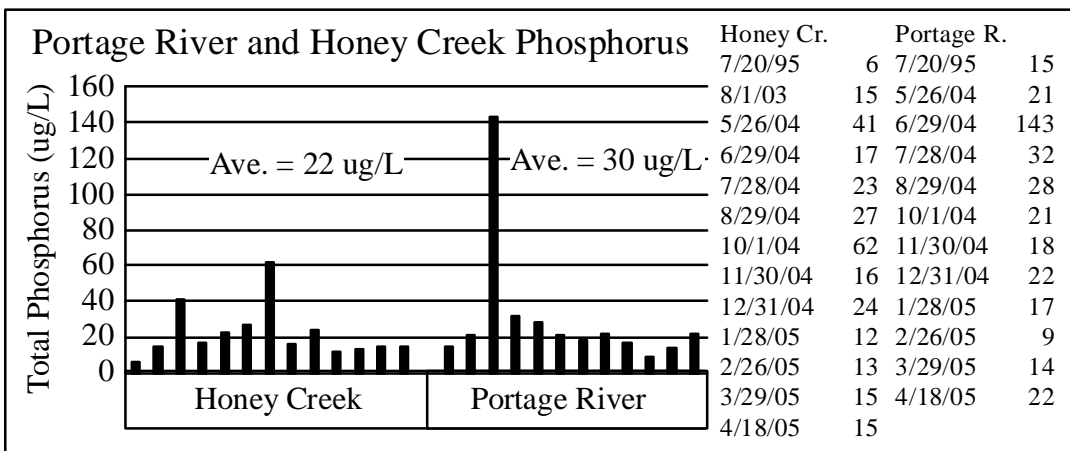 Portage River and Honey Creek Phosphorus
Total Phosphorus (ug/L)
160
140
120
100
80
60
40
20
0
Ave. = 22 ug/L
Ave. = 30 ug/L
Honey Creek
Portage River
Honey Cr. Portage R.
7/20/95 6 7/20/95 15
8/1/03 15 5/26/04 21
5/26/04 41 6/29/04 143
6/29/04 17 7/28/04 32
7/28/04 23 8/29/04 28
8/29/04 27 10/1/04 21
10/1/04 62 11/30/04 18
11/30/04 16 12/31/04 22
12/31/04 24 1/28/05 17
1/28/05 12 2/26/05 9
2/26/05 13 3/29/05 14
3/29/05 15 4/18/05 22
4/18/05 15